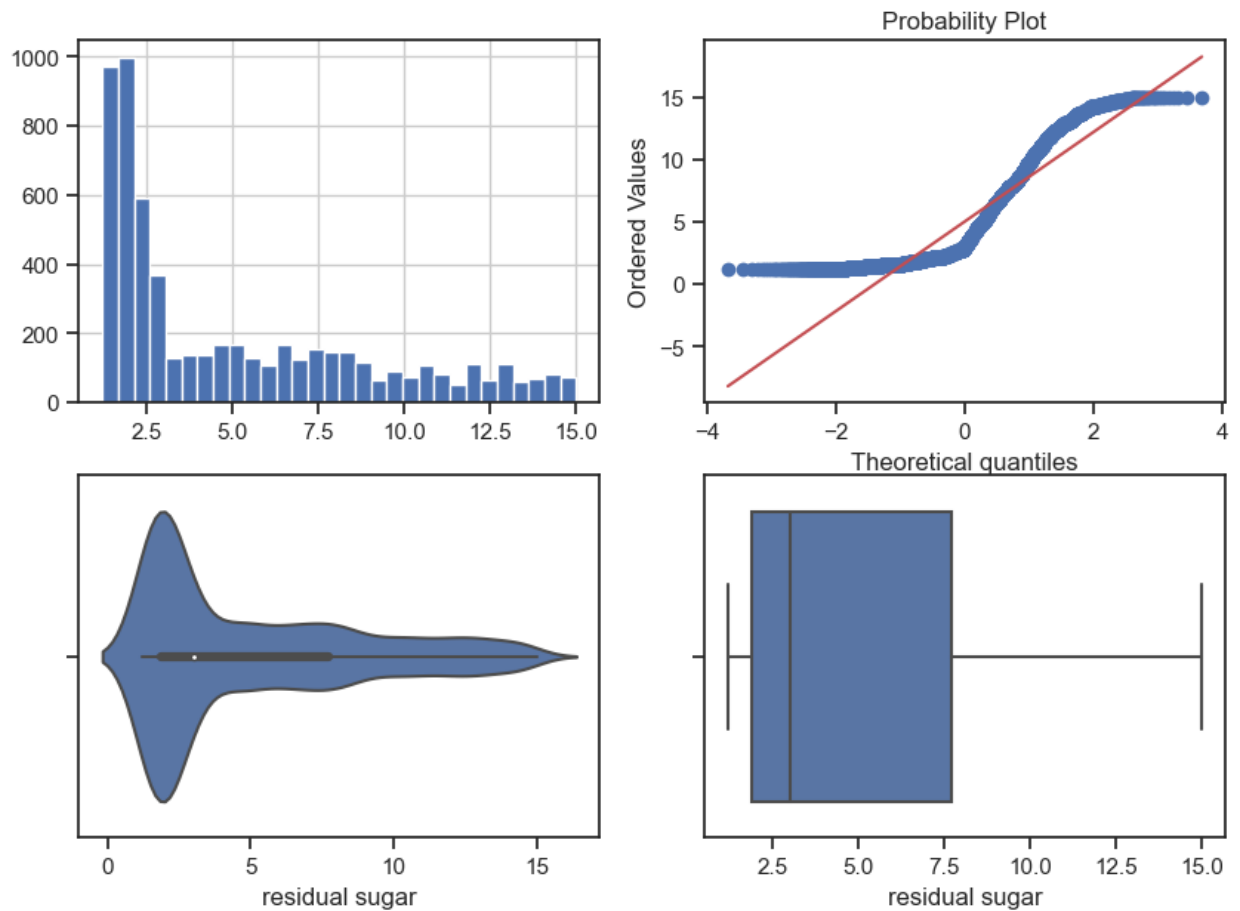 1000
800
600
400
200
0
2.5 5.0 7.5 10.0 12.5 15.0
Probability Plot
Ordered Values
15
10
5
0
−5
−4 −2 0 2 4
Theoretical quantiles
0 5 10 15
residual sugar
2.5 5.0 7.5 10.0 12.5 15.0
residual sugar